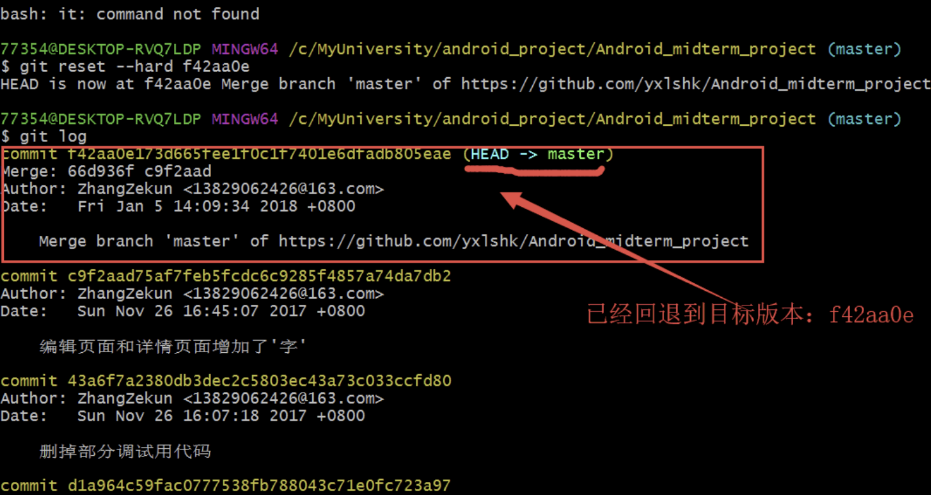 bash: it: command not found
77354@DESKTOP-RVQ7LDP MINGW64 /c/MyUniversity/android_project/Android_midterm_project (master)
$ git reset --hard f42aa0e
HEAD is now at f42aa0e Merge branch 'master' of https://github.com/yxlshk/Android_midterm_project
77354@DESKTOP-RVQ7LDP MINGW64 /c/MyUniversity/android_project/Android_midterm_project (master)
$ git log
commit f42aa0e173d665fee1f0c1f7401e6dfadb805eae (HEAD -> master)
Merge: 66d936f c9f2aad
Author: ZhangZekun <13829062426@163.com>
Date:   Fri Jan 5 14:09:34 2018 +0800
Merge branch 'master' of https://github.com/yxlshk/Android_midterm_project
commit c9f2aad75af7feb5fcdc6c9285f4857a74da7db2
Author: ZhangZekun <13829062426@163.com>
Date:   Sun Nov 26 16:45:07 2017 +0800
已经回退到目标版本：f42aa0e
编辑页面和详情页面增加了'字'
commit 43a6f7a2380db3dec2c5803ec43a73c033ccfd80
Author: ZhangZekun <13829062426@163.com>
Date:   Sun Nov 26 16:07:18 2017 +0800
删掉部分调试用代码
commit d1a964c59fac0777538fb788043c71e0fc723a97